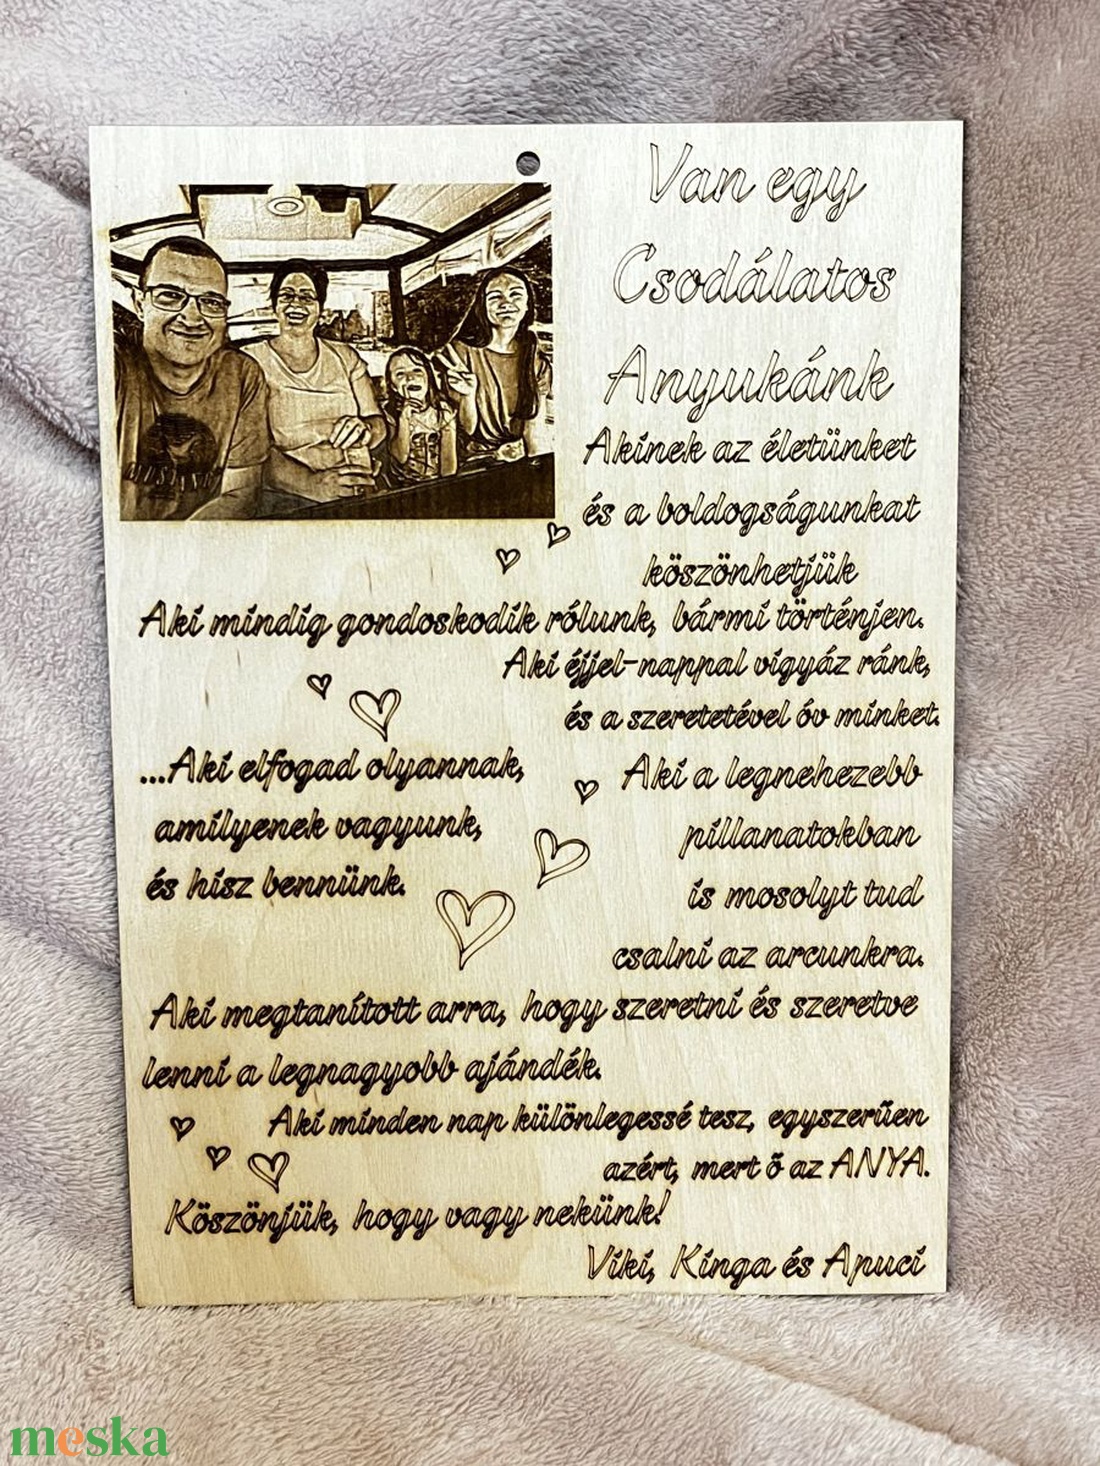 Van egy
Csodálatos
Anyukánk
Akinek az életünket
és a boldogságunkat
köszönhetjük
Aki mindig gondoskodik rólunk, bármi történjen.
Aki éjjel-nappal vigyáz ránk,
és a szeretetével óv minket.
...Aki elfogad olyannak,
amilyenek vagyunk,
és hisz bennünk.
Aki a legnehezebb
pillanatokban
is mosolyt tud
csalni az arcunkra.
Aki megtanított arra, hogy szeretni és szeretve
lenni a legnagyobb ajándék.
Aki minden nap különlegessé tesz, egyszerűen
azért, mert ő az ANYA.
Köszönjük, hogy vagy nekünk!
Viki, Kinga és Apuci
meska